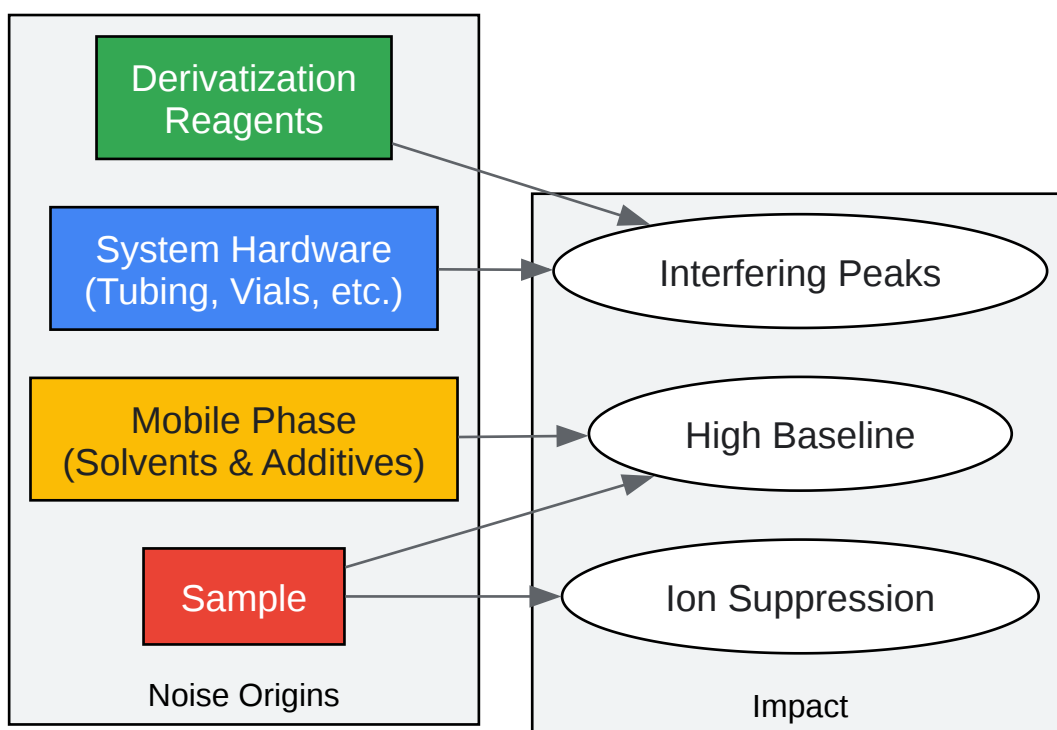 Derivatization
Reagents
System Hardware
(Tubing, Vials, etc.)
Mobile Phase
(Solvents & Additives)
Sample
Noise Origins
Interfering Peaks
High Baseline
Ion Suppression
Impact